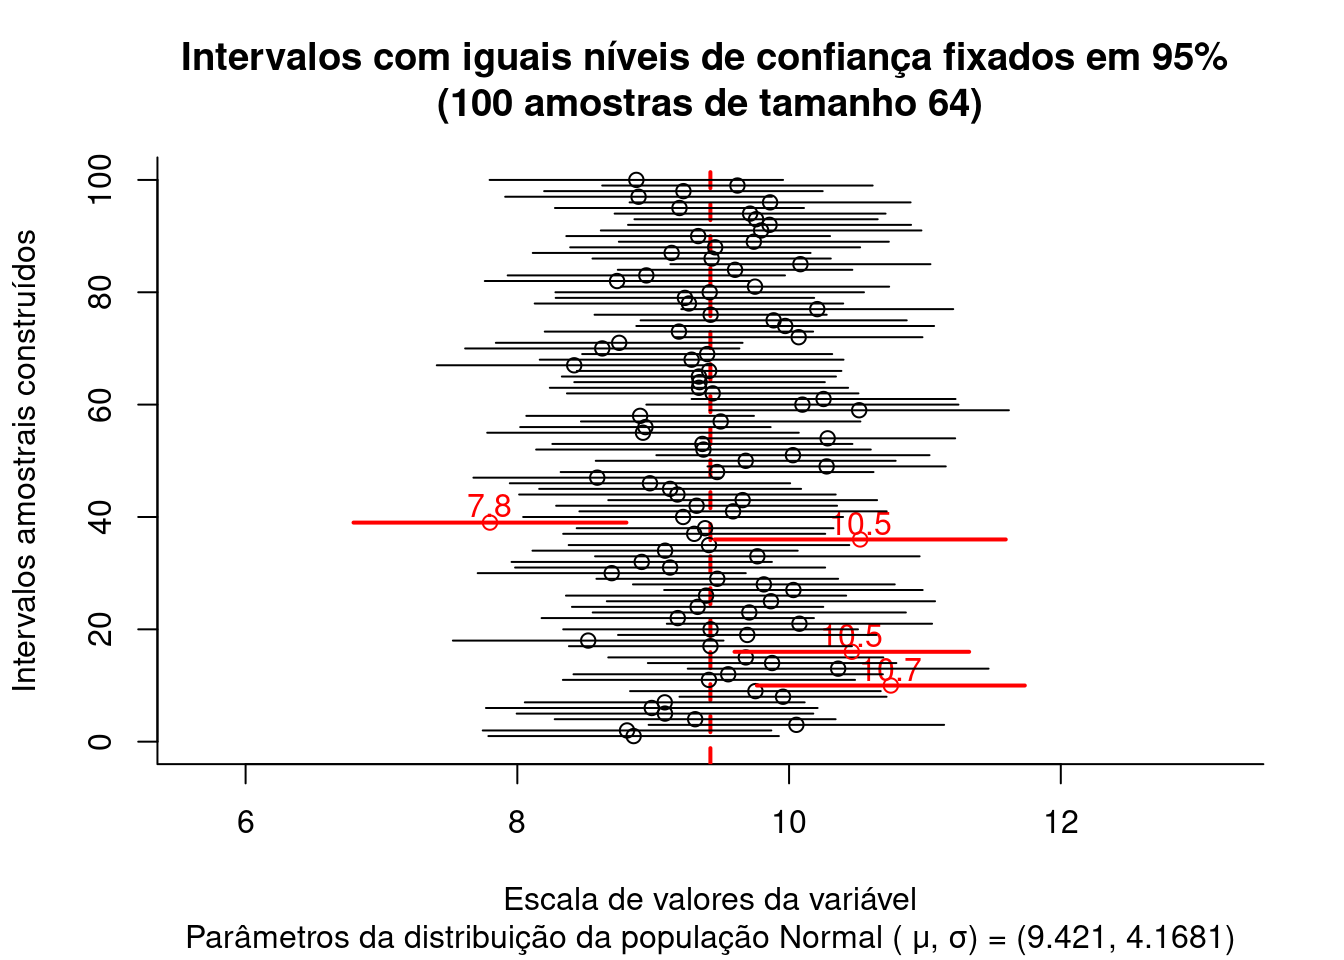 Intervalos com iguais níveis de confiança fixados em 95%
(100 amostras de tamanho 64)
Intervalos amostrais construídos
100
80
60
40
20
0
7.8
10.5
10.5
10.7
6
8
10
12
Escala de valores da variável
Parâmetros da distribuição da população Normal ( μ, σ) = (9.421, 4.1681)